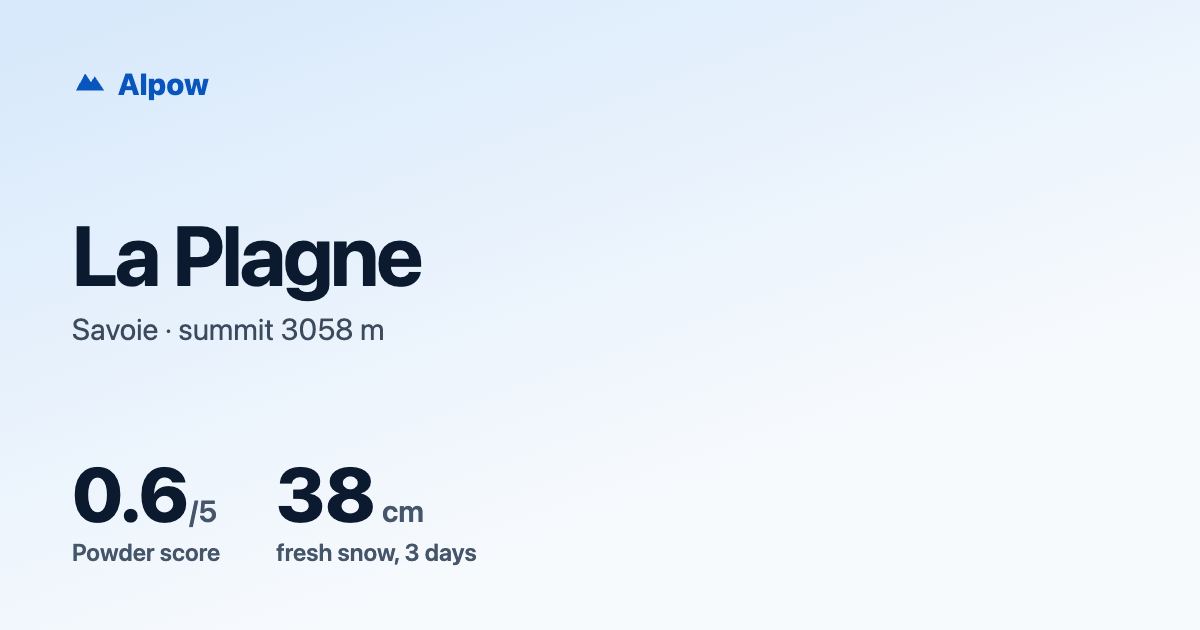 Alpow
La Plagne
Savoie · summit 3058 m
0.6/5 38 cm
Powder score fresh snow, 3 days